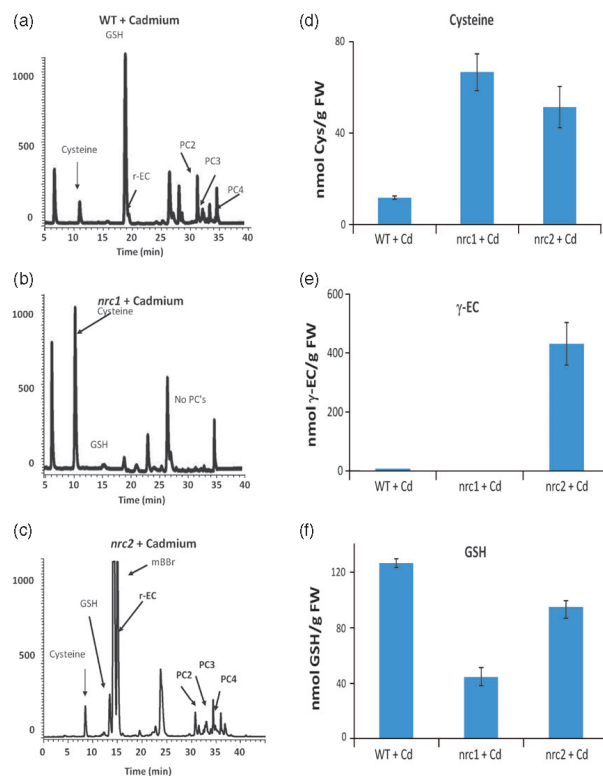 (a)
WT + Cadmium
GSH
1000
500
0
Cysteine
r-EC
PC2
PC3
PC4
5 10 15 20 25 30 35 40
Time (min)
(b)
nrc1 + Cadmium
Cysteine
1000
500
0
GSH
No PC's
5 10 15 20 25 30 35 40
Time (min)
(c)
nrc2 + Cadmium
mBBr
1000
500
0
GSH
r-EC
Cysteine
PC2
PC3
PC4
0 5 10 15 20 25 30 35 40
Time (min)
(d)
Cysteine
nmol Cys/g FW
80
40
0
WT + Cd nrc1 + Cd nrc2 + Cd
(e)
γ-EC
nmol γ-EC/g FW
600
400
200
0
WT + Cd nrc1 + Cd nrc2 + Cd
(f)
GSH
nmol GSH/g FW
120
80
40
0
WT + Cd nrc1 + Cd nrc2 + Cd